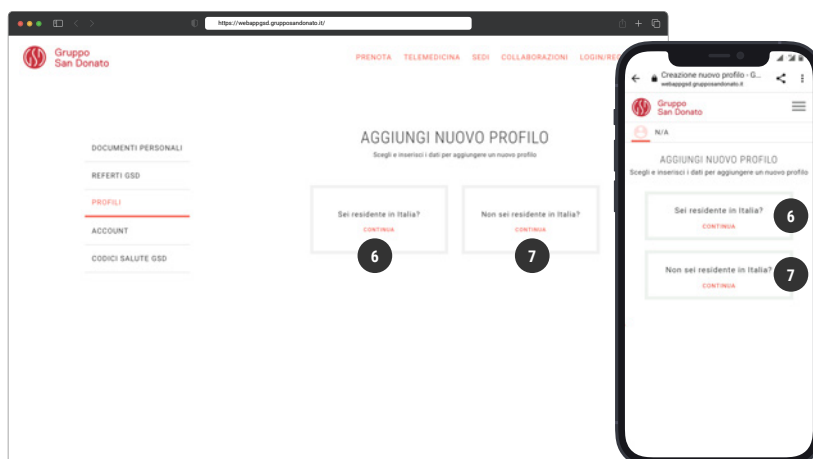 https://webappgsd.grupposandonato.it/
Gruppo
San Donato
PRENOTA TELEMEDICINA SEDI COLLABORAZIONI LOGIN/RE
DOCUMENTI PERSONALI
REFERTI GSD
PROFILI
ACCOUNT
CODICI SALUTE GSD
AGGIUNGI NUOVO PROFILO
Scegli e inserisci i dati per aggiungere un nuovo profilo
Sei residente in Italia?
CONTINUA
6
Non sei residente in Italia?
CONTINUA
7
Creazione nuovo profilo - G...
webappgsd.grupposandonato.it
Gruppo
San Donato
N/A
AGGIUNGI NUOVO PROFILO
Scegli e inserisci i dati per aggiungere un nuovo profilo
Sei residente in Italia?
CONTINUA
6
Non sei residente in Italia?
CONTINUA
7